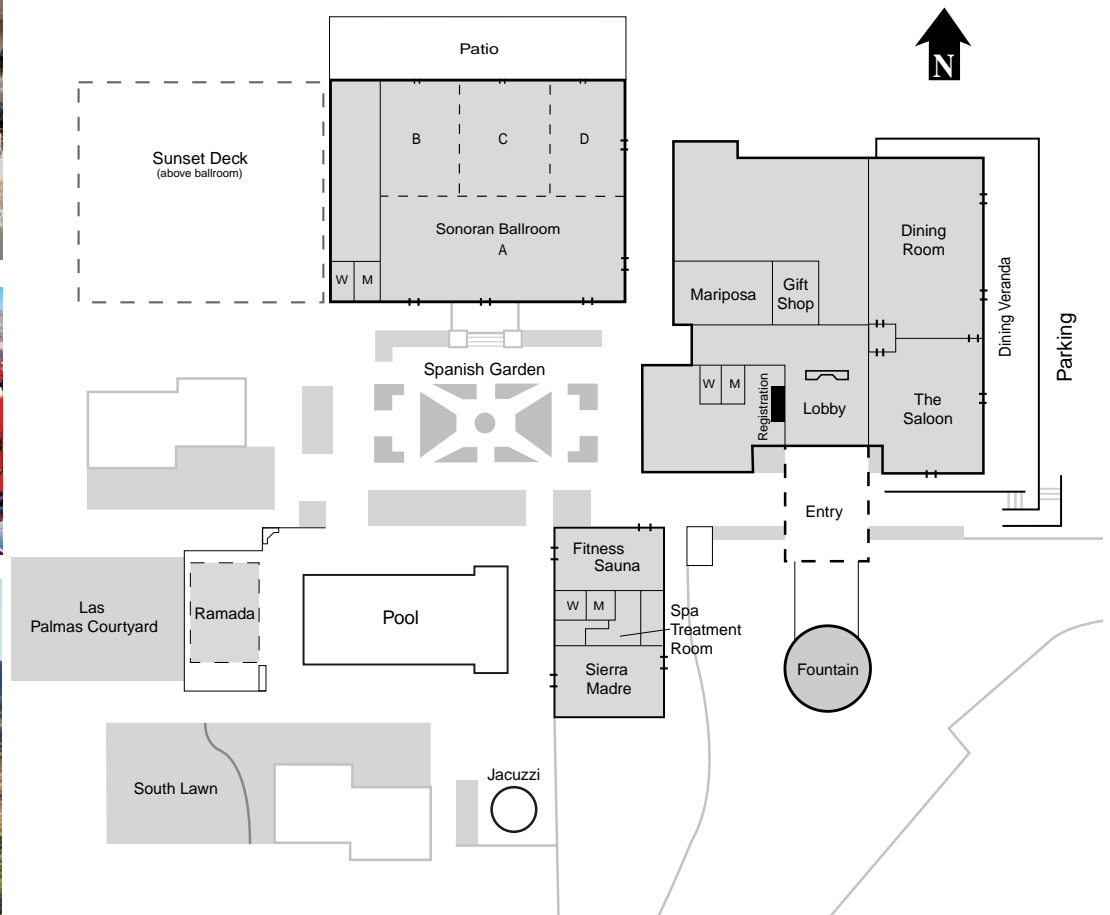 Patio
N
Sunset Deck
(above ballroom)
B
C
D
Sonoran Ballroom
A
W
M
Dining
Room
Mariposa
Gift
Shop
Dining Veranda
Parking
Spanish Garden
W
M
Registration
Lobby
The
Saloon
Entry
Fitness
Sauna
Las
Palmas Courtyard
Ramada
Pool
W
M
Spa
Treatment
Room
Sierra
Madre
Fountain
South Lawn
Jacuzzi